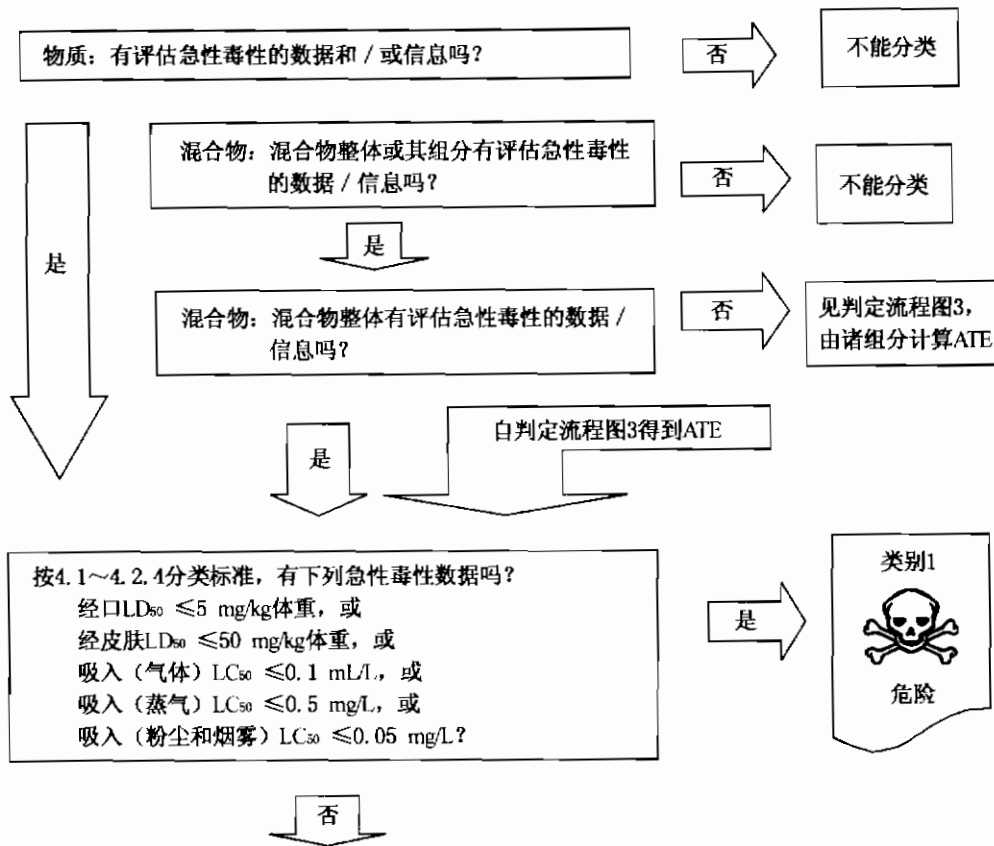 物质：有评估急性毒性的数据和/或信息吗？
否
不能分类
混合物：混合物整体或其组分有评估急性毒性
的数据/信息吗？
否
不能分类
是
是
混合物：混合物整体有评估急性毒性的数据/
信息吗？
否
见判定流程图3，
由诸组分计算ATE
是
自判定流程图3得到ATE
按4.1～4.2.4分类标准，有下列急性毒性数据吗？
经口LD₅₀ ≤5 mg/kg体重，或
经皮肤LD₅₀ ≤50 mg/kg体重，或
吸入（气体）LC₅₀ ≤0.1 mL/L，或
吸入（蒸气）LC₅₀ ≤0.5 mg/L，或
吸入（粉尘和烟雾）LC₅₀ ≤0.05 mg/L？
是
类别1
危险
否